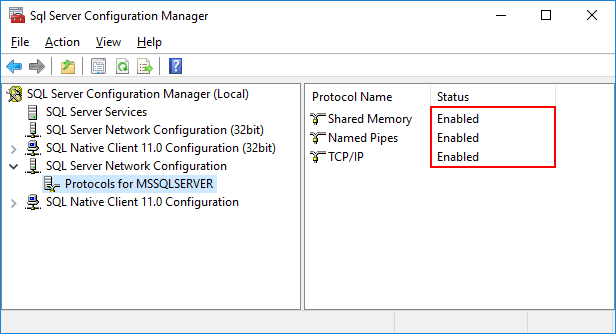 Sql Server Configuration Manager
File Action View Help
SQL Server Configuration Manager (Local)
SQL Server Services
SQL Server Network Configuration (32bit)
SQL Native Client 11.0 Configuration (32bit)
SQL Server Network Configuration
Protocols for MSSQLSERVER
SQL Native Client 11.0 Configuration
Protocol Name Status
Shared Memory Enabled
Named Pipes Enabled
TCP/IP Enabled